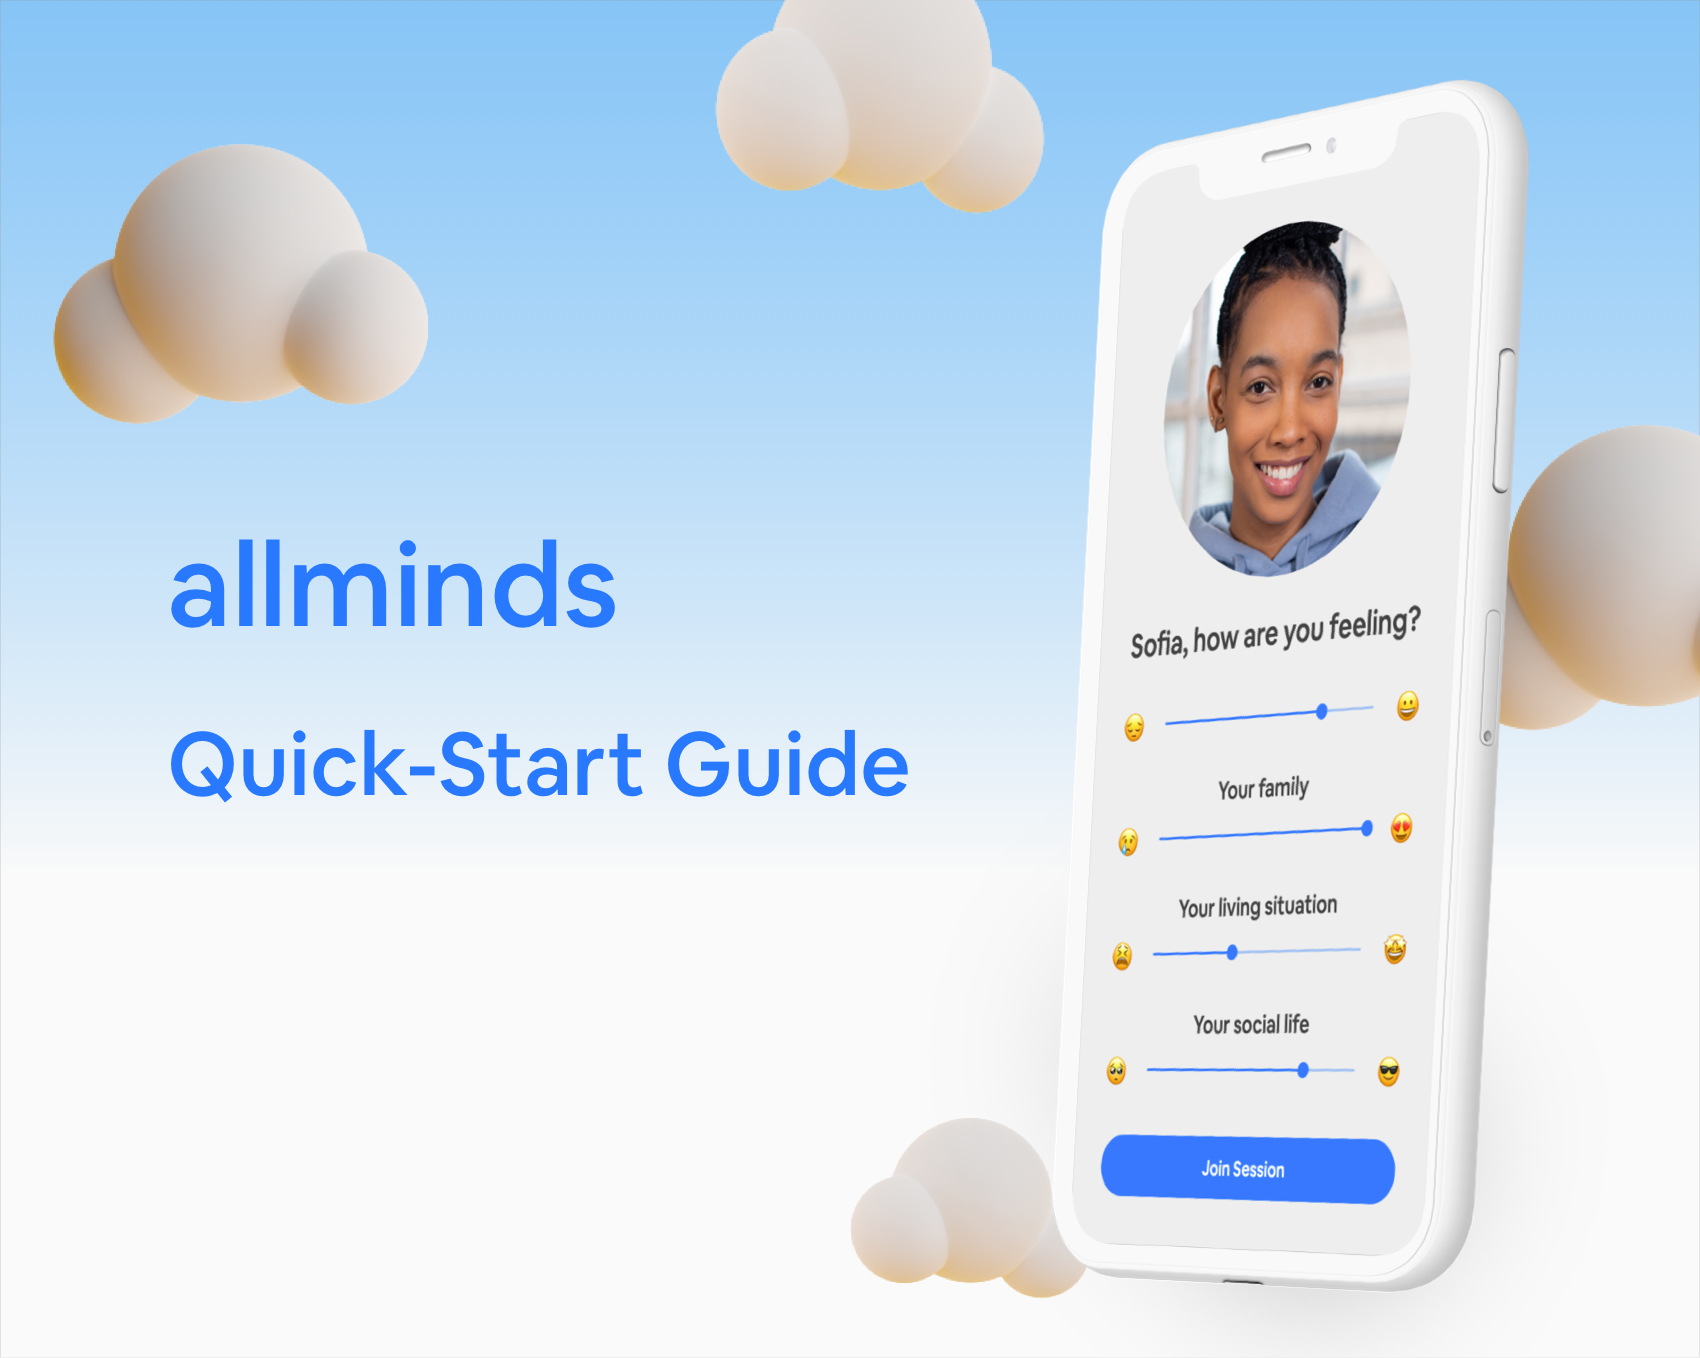 allminds
Quick-Start Guide
Sofia, how are you feeling?
Your family
Your living situation
Your social life
Join Session